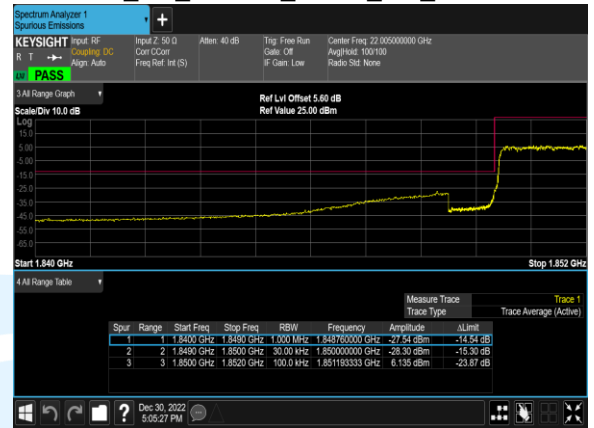 Spectrum Analyzer 1
Spurious Emissions
+
KEYSIGHT Input: RF Input Z: 50 Ω Atten: 40 dB Trig: Free Run Center Freq: 22.005000000 GHz
R T Coupling: DC Corr CCorr Gate: Off Avg|Hold: 100/100
Align: Auto Freq Ref: Int (S) IF Gain: Low Radio Std: None
PASS
3 All Range Graph
Ref Lvl Offset 5.60 dB
Scale/Div 10.0 dB Ref Value 25.00 dBm
Log
15.0
5.00
-5.00
-15.0
-25.0
-35.0
-45.0
-55.0
-65.0
Start 1.840 GHz Stop 1.852 GHz
4 All Range Table
Measure Trace Trace 1
Trace Type Trace Average (Active)
Spur Range Start Freq Stop Freq RBW Frequency Amplitude ΔLimit
1 1 1.8400 GHz 1.8490 GHz 1.000 MHz 1.848760000 GHz -27.54 dBm -14.54 dB
2 2 1.8490 GHz 1.8500 GHz 30.00 kHz 1.850000000 GHz -28.30 dBm -15.30 dB
3 3 1.8500 GHz 1.8520 GHz 100.0 kHz 1.851193333 GHz 6.135 dBm -23.87 dB
? Dec 30, 2022
5:05:27 PM